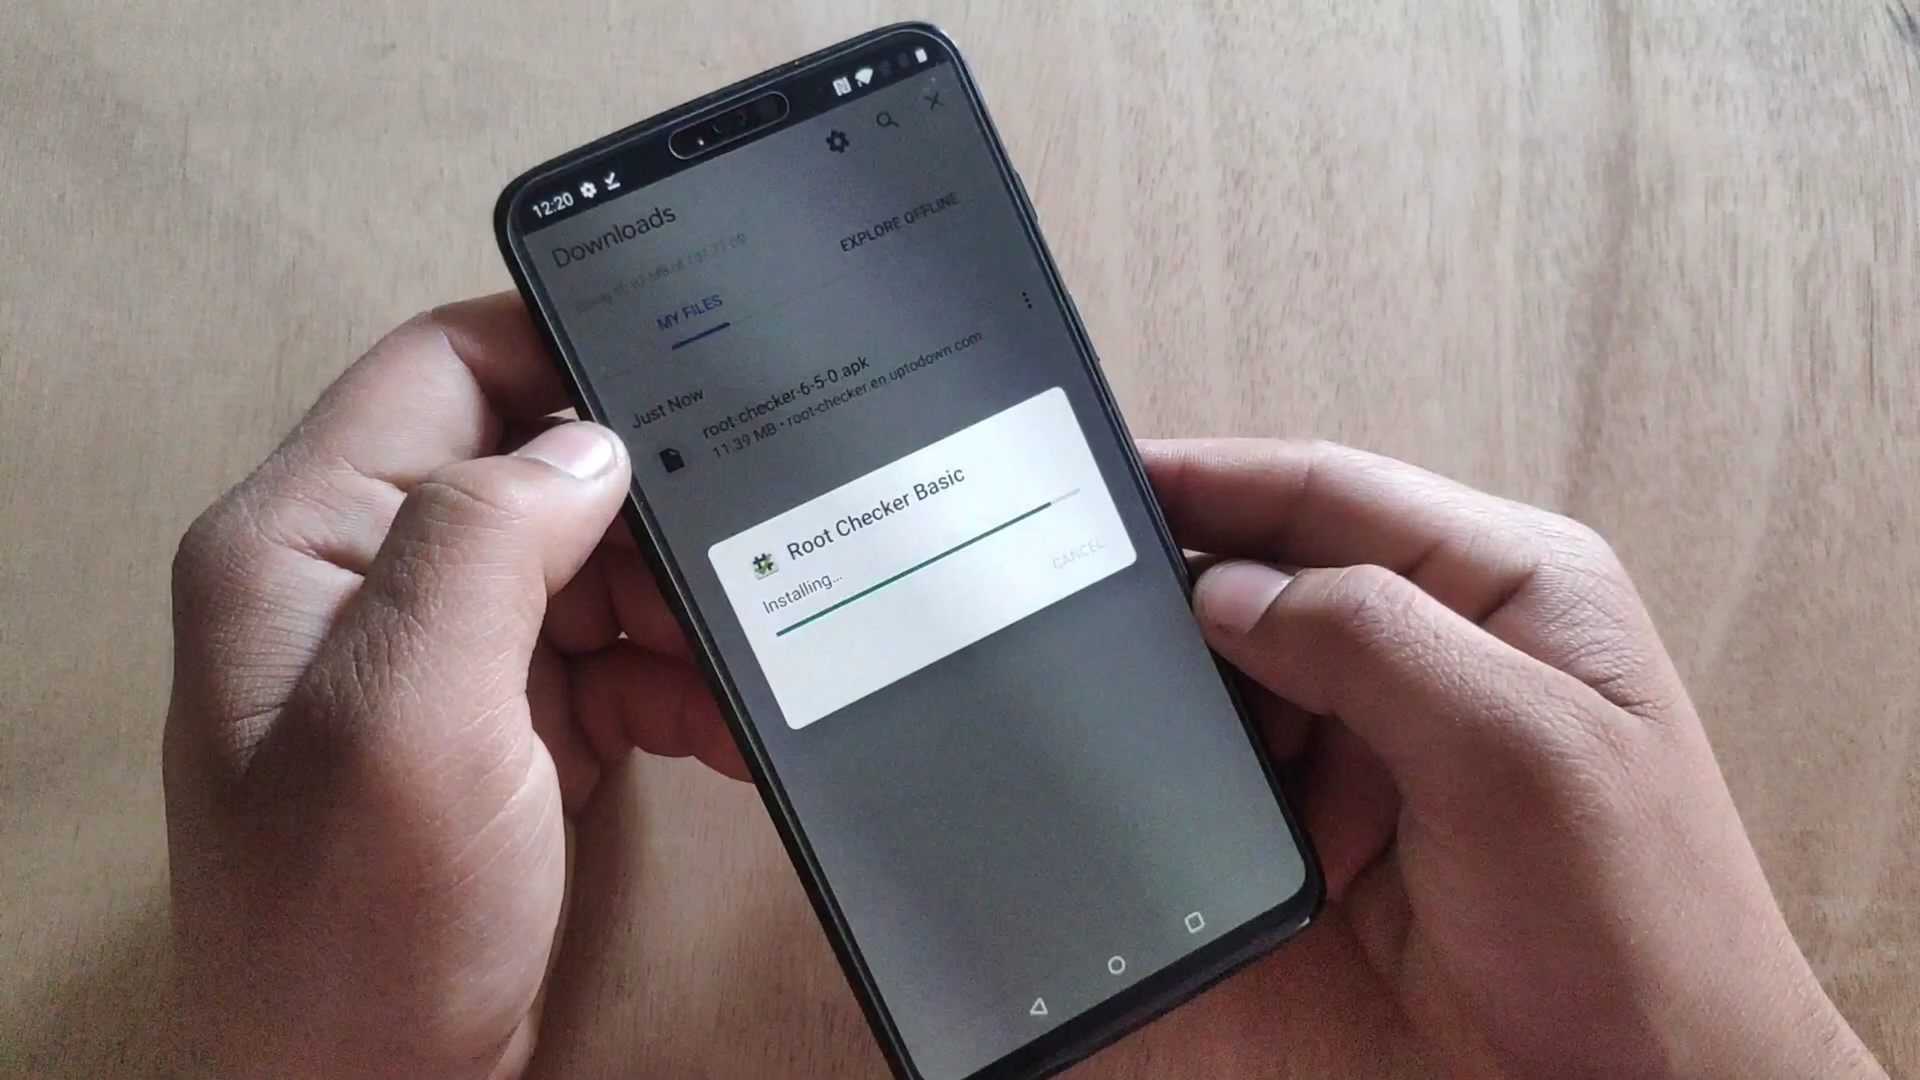 12:20
Downloads
EXPLORE OFFLINE
MY FILES
Just Now
root-checker-6-5-0.apk
11.39 MB • root-checker.en.uptodown.com
Root Checker Basic
Installing...
CANCEL